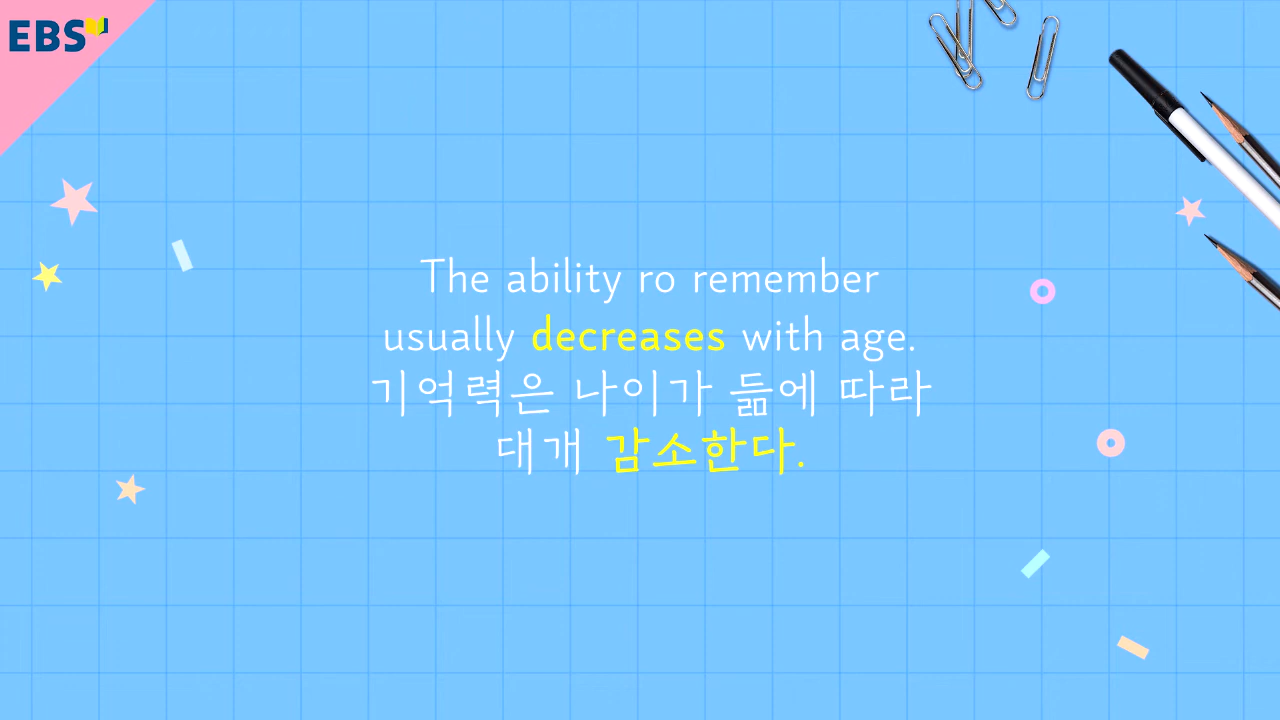 EBS
The ability ro remember
usually decreases with age.
기억력은 나이가 듦에 따라
대개 감소한다.